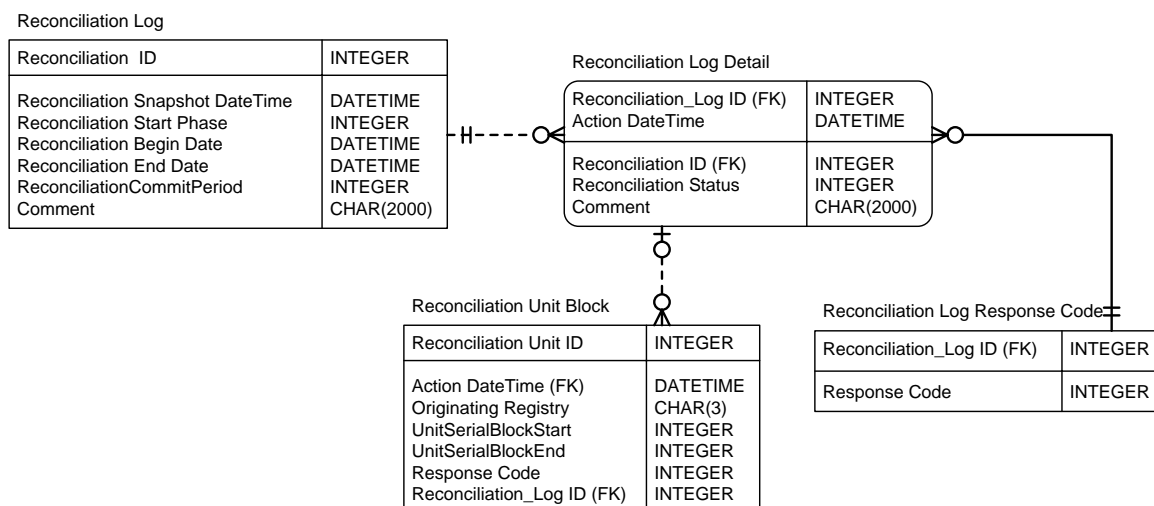 Reconciliation Log
Reconciliation  ID INTEGER
Reconciliation Snapshot DateTime DATETIME
Reconciliation Start Phase INTEGER
Reconciliation Begin Date DATETIME
Reconciliation End Date DATETIME
ReconciliationCommitPeriod INTEGER
Comment CHAR(2000)
Reconciliation Log Detail
Reconciliation_Log ID (FK) INTEGER
Action DateTime DATETIME
Reconciliation ID (FK) INTEGER
Reconciliation Status INTEGER
Comment CHAR(2000)
Reconciliation Unit Block
Reconciliation Unit ID INTEGER
Action DateTime (FK) DATETIME
Originating Registry CHAR(3)
UnitSerialBlockStart INTEGER
UnitSerialBlockEnd INTEGER
Response Code INTEGER
Reconciliation_Log ID (FK) INTEGER
Reconciliation Log Response Code
Reconciliation_Log ID (FK) INTEGER
Response Code INTEGER